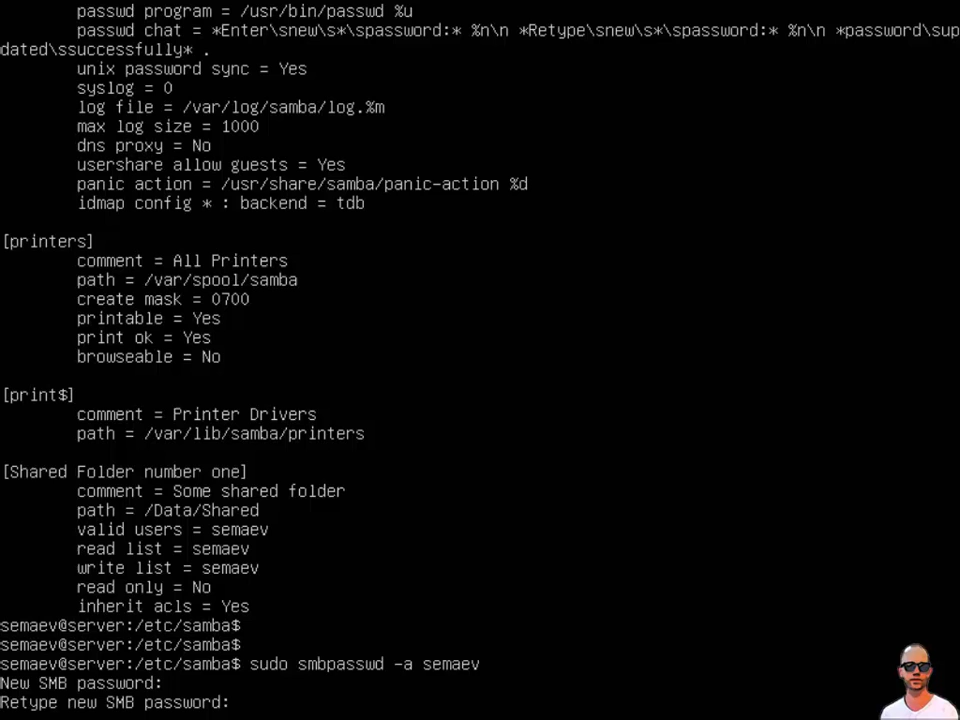 passwd program = /usr/bin/passwd %u
passwd chat = *Enter\snew\s*\spassword:* %n\n *Retype\snew\s*\spassword:* %n\n *password\sup
dated\ssuccessfully* .
unix password sync = Yes
syslog = 0
log file = /var/log/samba/log.%m
max log size = 1000
dns proxy = No
usershare allow guests = Yes
panic action = /usr/share/samba/panic-action %d
idmap config * : backend = tdb
[printers]
comment = All Printers
path = /var/spool/samba
create mask = 0700
printable = Yes
print ok = Yes
browseable = No
[print$]
comment = Printer Drivers
path = /var/lib/samba/printers
[Shared Folder number one]
comment = Some shared folder
path = /Data/Shared
valid users = semaev
read list = semaev
write list = semaev
read only = No
inherit acls = Yes
semaev@server:/etc/samba$
semaev@server:/etc/samba$
semaev@server:/etc/samba$ sudo smbpasswd -a semaev
New SMB password:
Retype new SMB password: